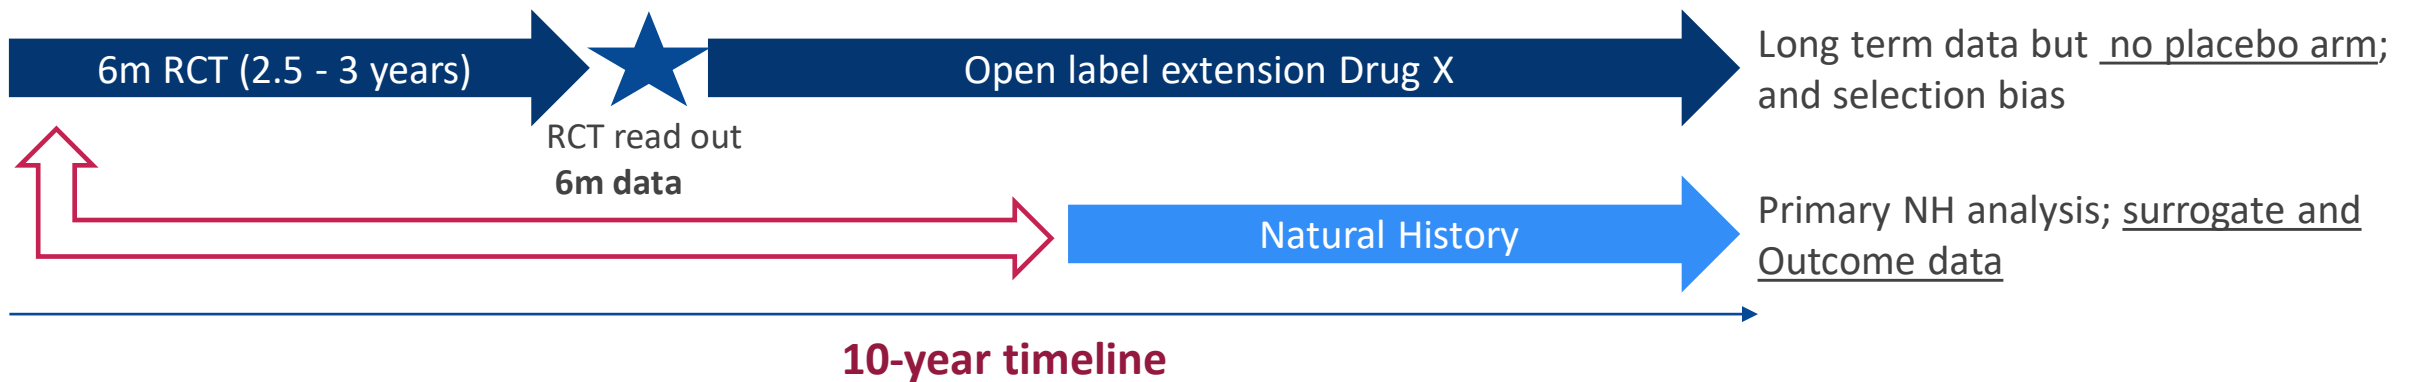 6m RCT (2.5 - 3 years)
Open label extension Drug X
Long term data but no placebo arm;
and selection bias
RCT read out
6m data
Natural History
Primary NH analysis; surrogate and
Outcome data
10-year timeline